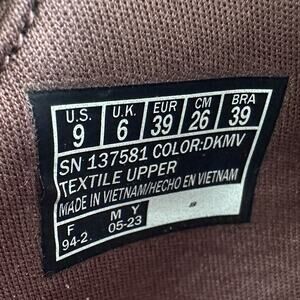 U.S. U.K. EUR CM BRA
9 6 39 26 39
SN 137581 COLOR:DKMV
TEXTILE UPPER
MADE IN VIETNAM/HECHO EN VIETNAM
F M Y
94-2. 05-23